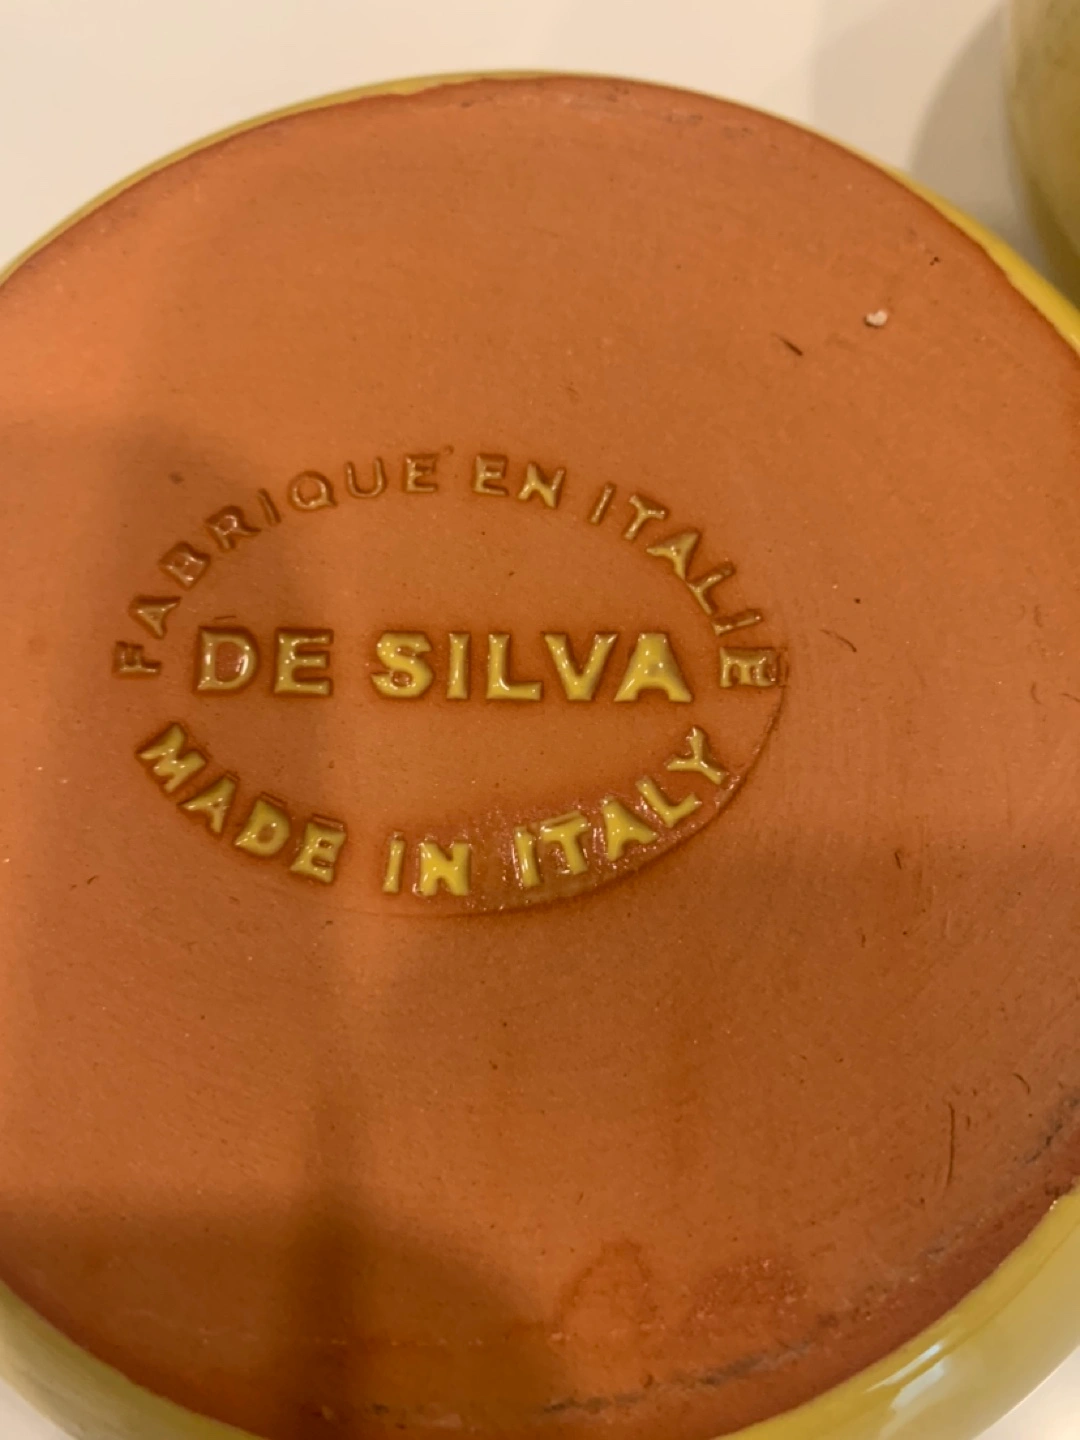 FABRIQUE EN ITALIE
DE SILVA
MADE IN ITALY